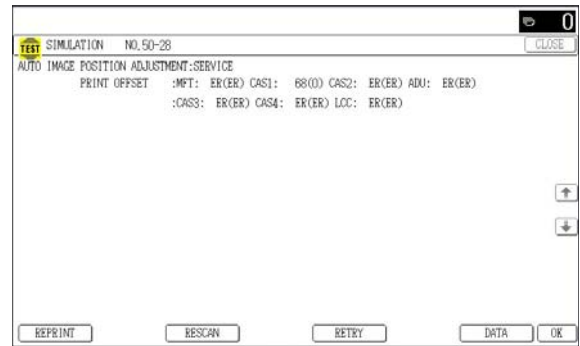 0
TEST SIMULATION NO.50-28 CLOSE
AUTO IMAGE POSITION ADJUSTMENT:SERVICE
PRINT OFFSET :MFT: ER(ER) CAS1: 68(0) CAS2: ER(ER) ADU: ER(ER)
:CAS3: ER(ER) CAS4: ER(ER) LCC: ER(ER)
REPRINT RESCAN RETRY DATA OK